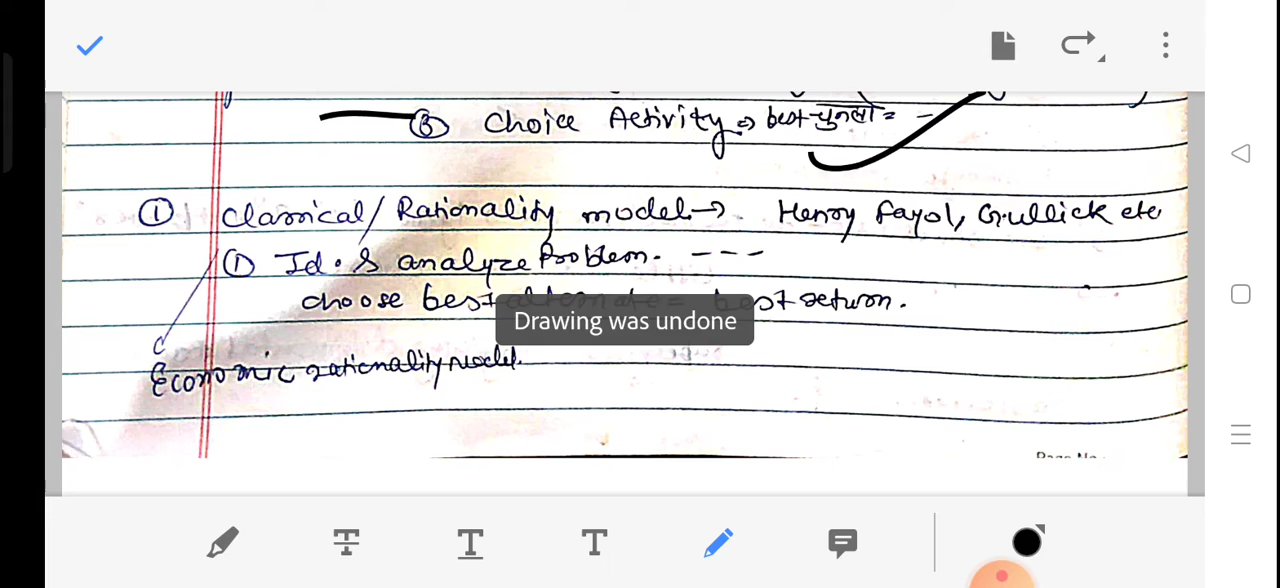 ③ Choice Activity ⇒ best चुनना = -
① Classical/Rationality model → Henry fayol, Gullick etc
① Id. & analyze Problem. ---
choose best alternate = best return.
Drawing was undone
Economic rationality model.
T T T